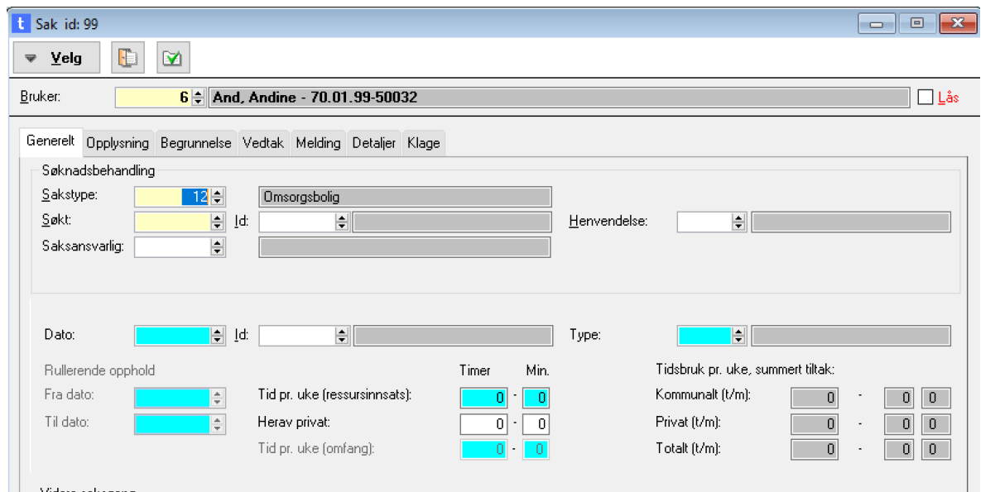 t Sak id: 99
Velg
Bruker: 6 And, Andine - 70.01.99-50032 Lås
Generelt Opplysning Begrunnelse Vedtak Melding Detaljer Klage
Søknadsbehandling
Sakstype: 12 Omsorgsbolig
Søkt: Id: Henvendelse:
Saksansvarlig:
Dato: Id: Type:
Rullerende opphold Timer Min. Tidsbruk pr. uke, summert tiltak:
Fra dato: Tid pr. uke (ressursinnsats): 0 - 0 Kommunalt (t/m): 0 - 0 0
Til dato: Herav privat: 0 - 0 Privat (t/m): 0 - 0 0
Tid pr. uke (omfang): 0 - 0 Totalt (t/m): 0 - 0 0